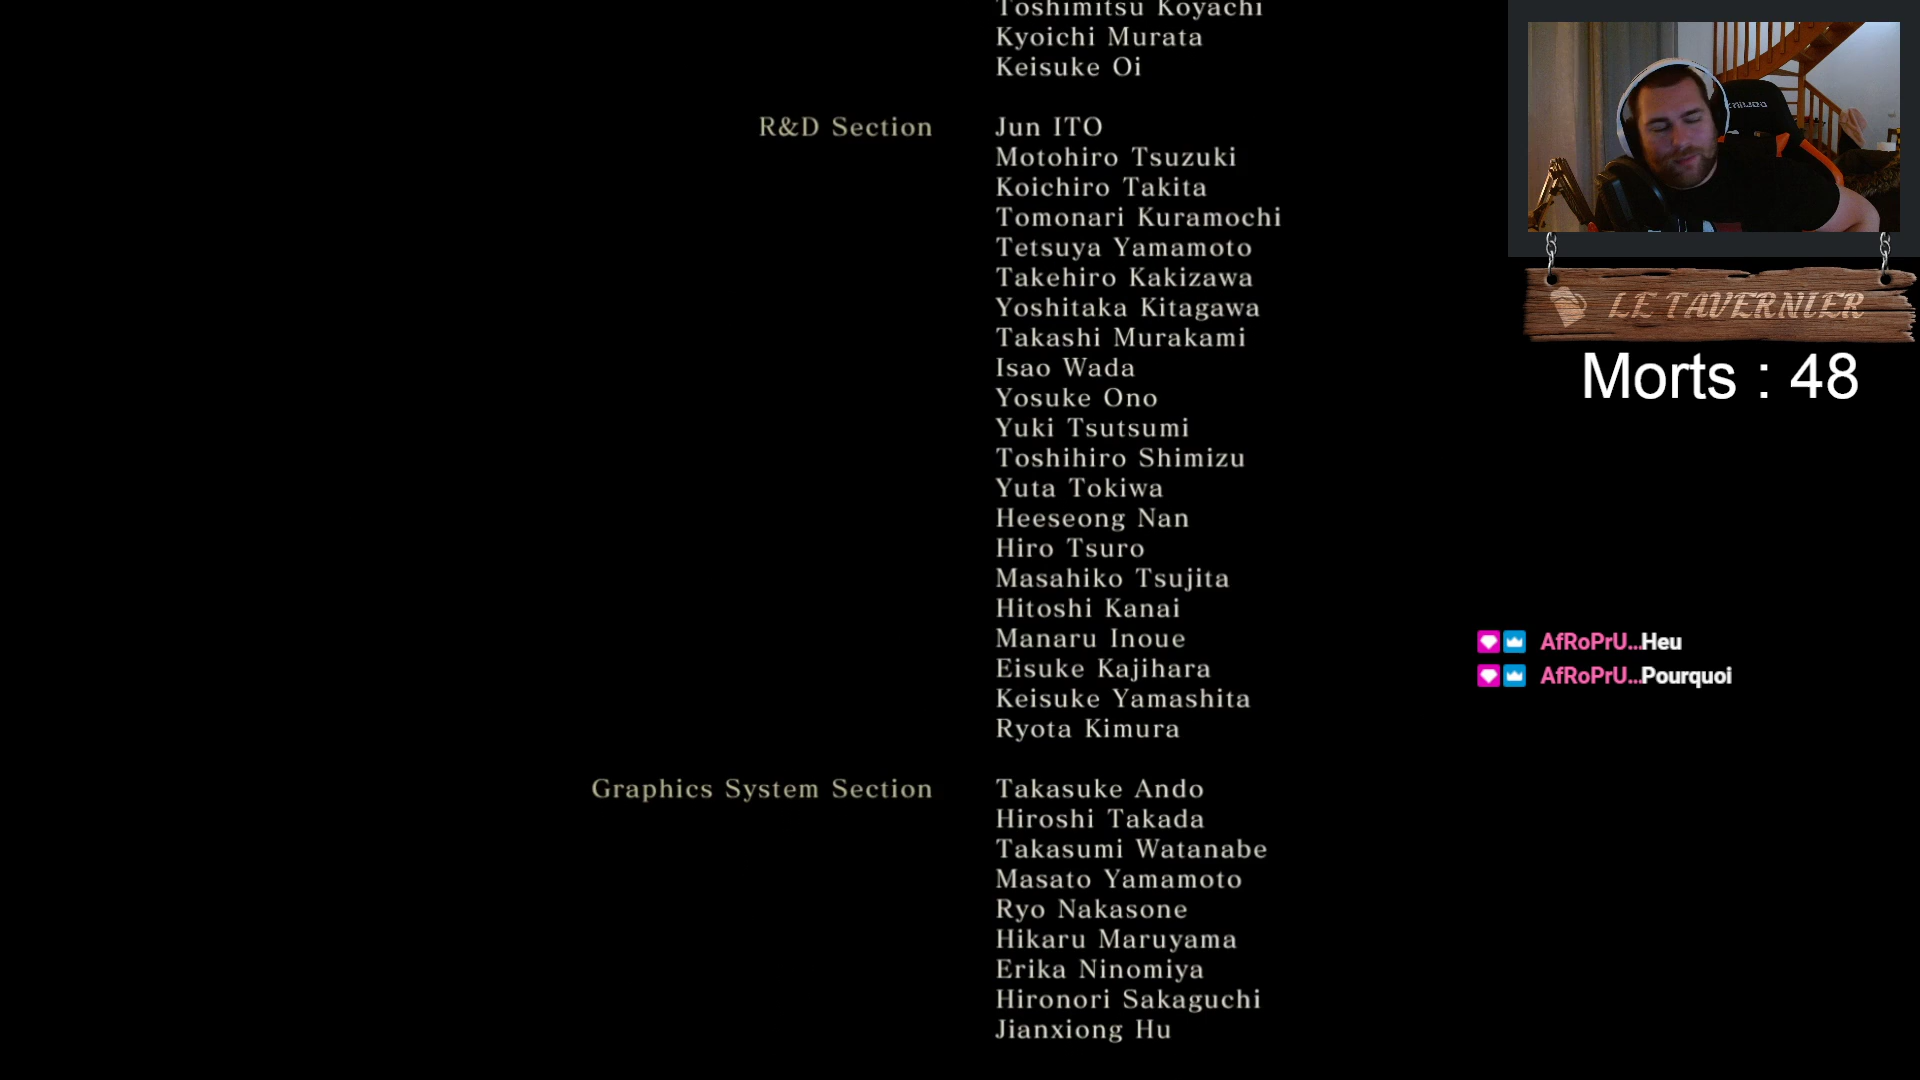 Toshimitsu Koyachi
Kyoichi Murata
Keisuke Oi
R&D Section
Jun ITO
Motohiro Tsuzuki
Koichiro Takita
Tomonari Kuramochi
Tetsuya Yamamoto
Takehiro Kakizawa
Yoshitaka Kitagawa
Takashi Murakami
Isao Wada
Yosuke Ono
Yuki Tsutsumi
Toshihiro Shimizu
Yuta Tokiwa
Heeseong Nan
Hiro Tsuro
Masahiko Tsujita
Hitoshi Kanai
Manaru Inoue
Eisuke Kajihara
Keisuke Yamashita
Ryota Kimura
Graphics System Section
Takasuke Ando
Hiroshi Takada
Takasumi Watanabe
Masato Yamamoto
Ryo Nakasone
Hikaru Maruyama
Erika Ninomiya
Hironori Sakaguchi
Jianxiong Hu
LE TAVERNIER
Morts : 48
AfRoPrU...Heu
AfRoPrU...Pourquoi